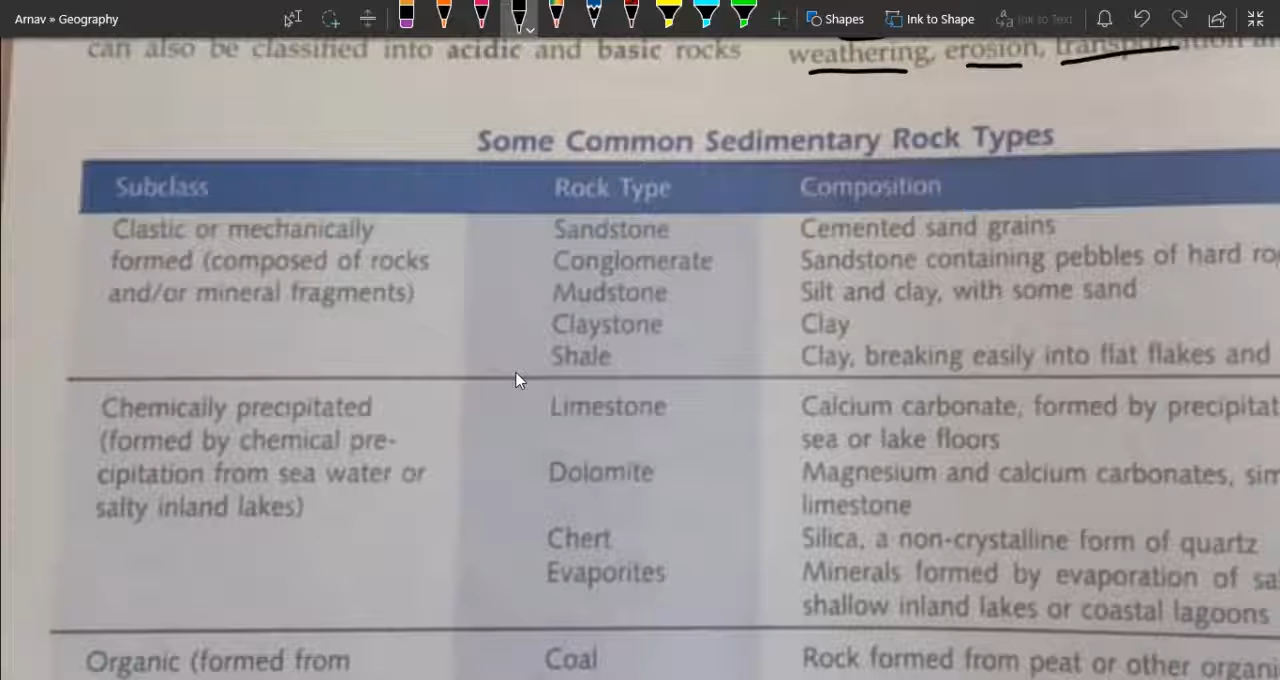 Arnav » Geography
Shapes
Ink to Shape
Ink to Text
can also be classified into acidic and basic rocks
weathering, erosion,
Some Common Sedimentary Rock Types
Subclass Rock Type Composition
Clastic or mechanically Sandstone Cemented sand grains
formed (composed of rocks Conglomerate Sandstone containing pebbles of hard
and/or mineral fragments) Mudstone Silt and clay, with some sand
Claystone Clay
Shale Clay, breaking easily into flat flakes and
Chemically precipitated Limestone Calcium carbonate, formed by precipitat
(formed by chemical pre- sea or lake floors
cipitation from sea water or Dolomite Magnesium and calcium carbonates, sim
salty inland lakes) limestone
Chert Silica, a non-crystalline form of quartz
Evaporites Minerals formed by evaporation of sa
shallow inland lakes or coastal lagoons
Organic (formed from Coal Rock formed from peat or other organi